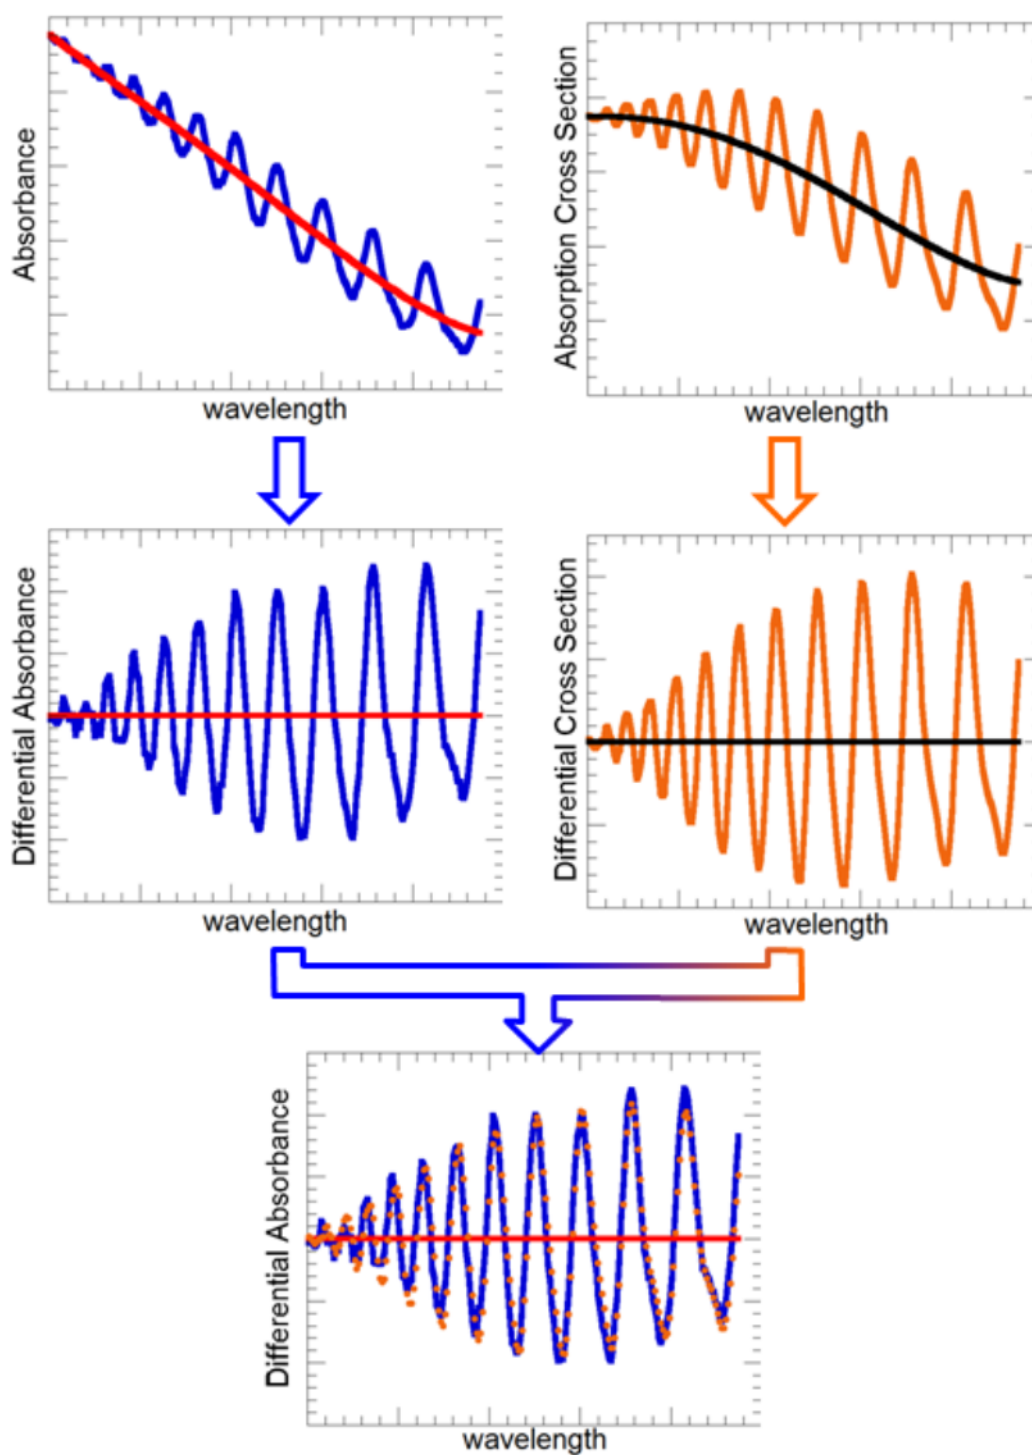 Absorbance
wavelength
Absorption Cross Section
wavelength
Differential Absorbance
wavelength
Differential Cross Section
wavelength
Differential Absorbance
wavelength